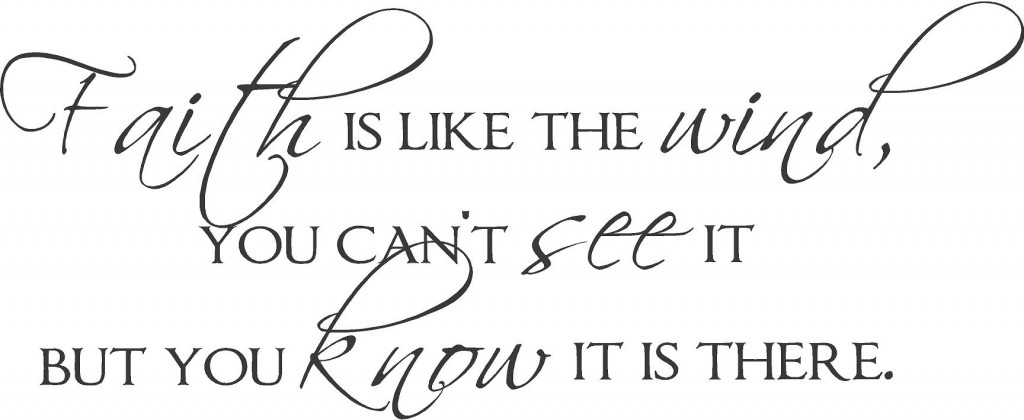 Faith IS LIKE THE wind,
YOU CAN'T see IT
BUT YOU know IT IS THERE.